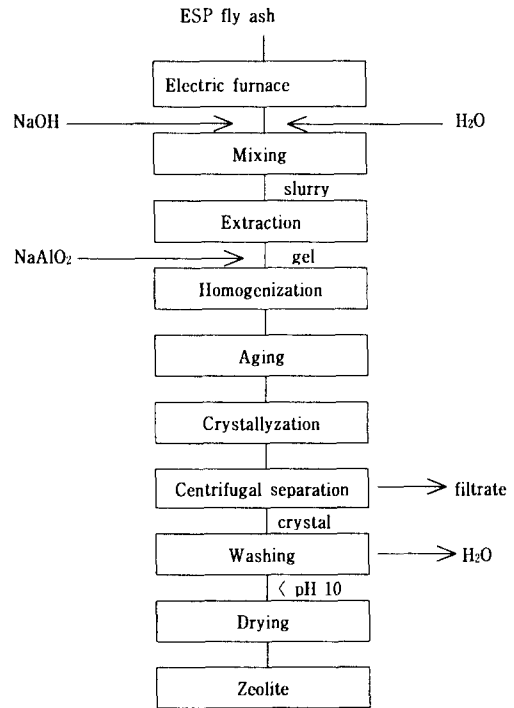 ESP fly ash
Electric furnace
NaOH
H₂O
Mixing
slurry
Extraction
NaAlO₂
gel
Homogenization
Aging
Crystallyzation
Centrifugal separation
filtrate
crystal
Washing
H₂O
< pH 10
Drying
Zeolite